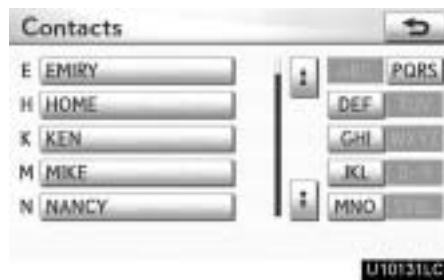 Contacts
E EMIRY PQRS
H HOME DEF
K KEN GHI
M MIKE JKL
N NANCY MNO
U10131LC